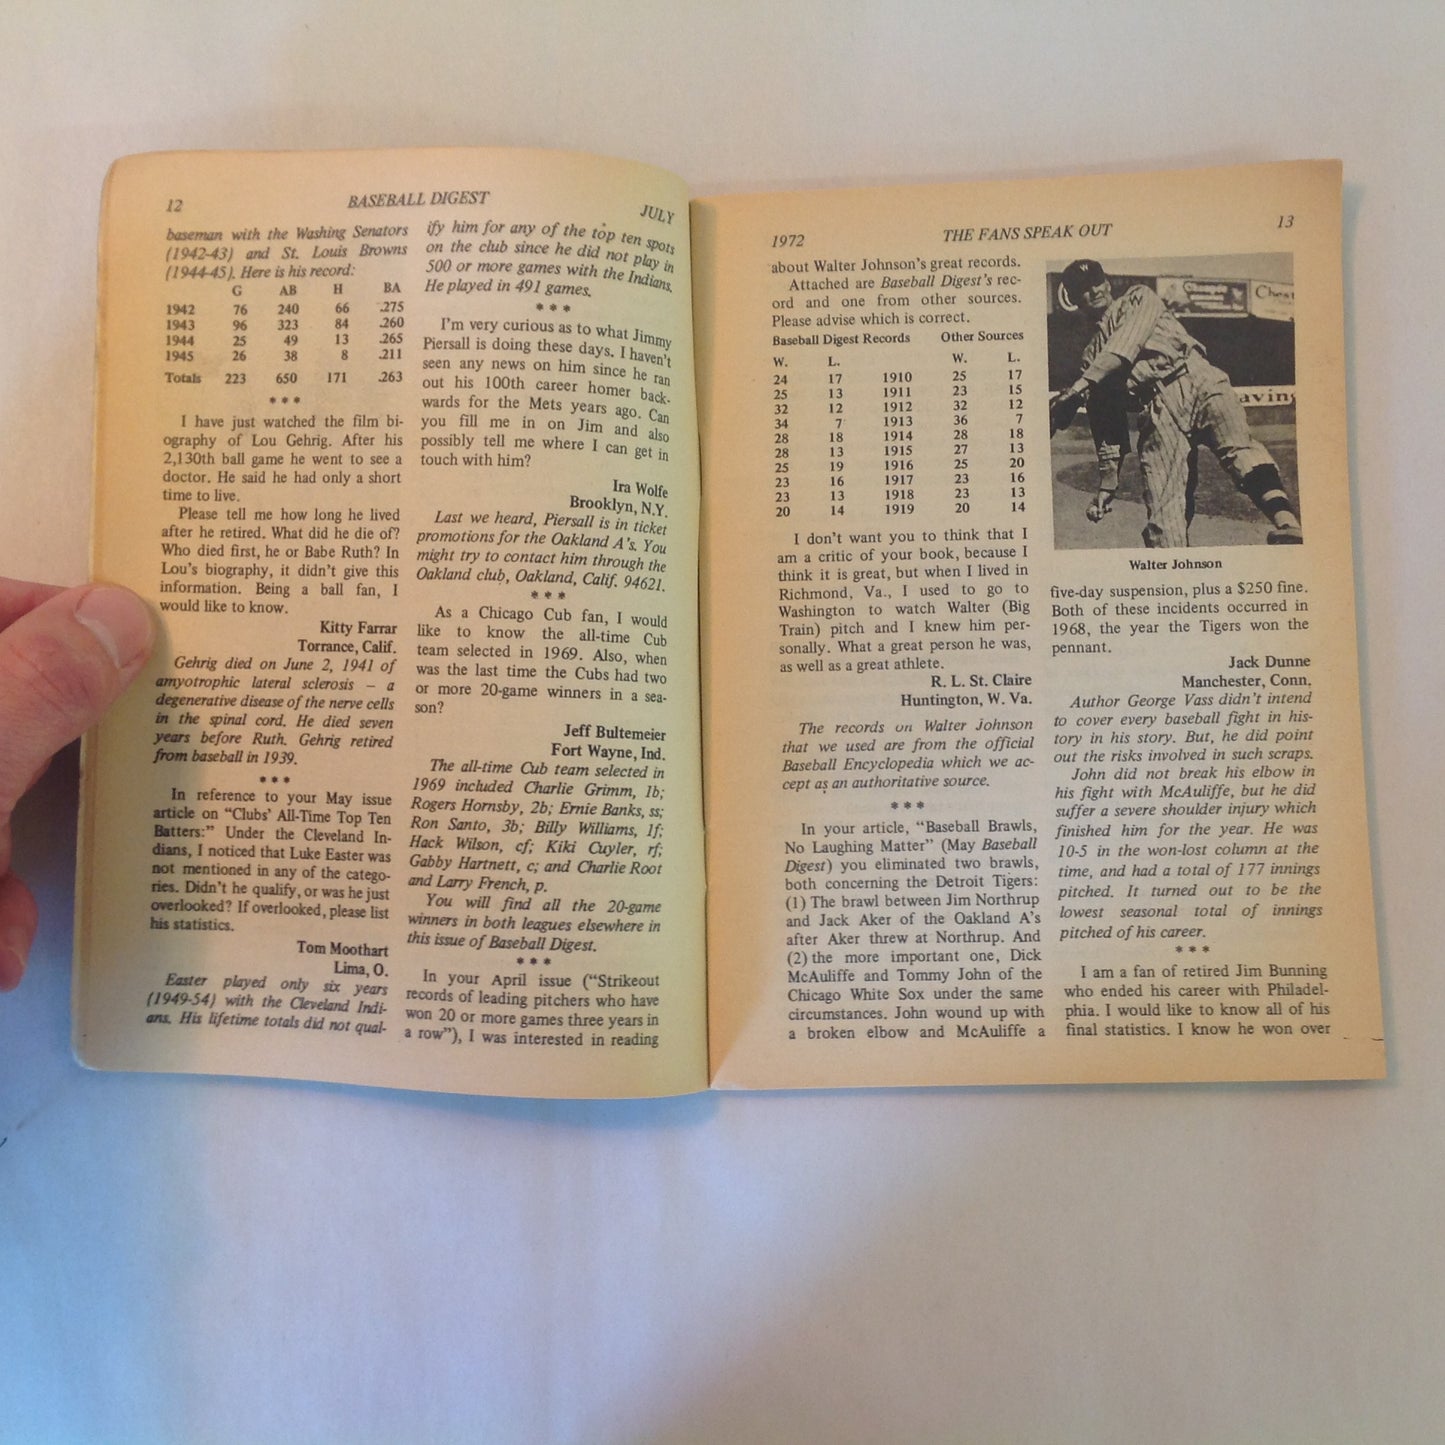 12 BASEBALL DIGEST JULY
baseman with the Washing Senators
(1942-43) and St. Louis Browns
(1944-45). Here is his record:
G AB H BA
1942 76 240 66 .275
1943 96 323 84 .260
1944 25 49 13 .265
1945 26 38 8 .211
Totals 223 650 171 .263
* * *
I have just watched the film bi-
ography of Lou Gehrig. After his
2,130th ball game he went to see a
doctor. He said he had only a short
time to live.
Please tell me how long he lived
after he retired. What did he die of?
Who died first, he or Babe Ruth? In
Lou's biography, it didn't give this
information. Being a ball fan, I
would like to know.
Kitty Farrar
Torrance, Calif.
Gehrig died on June 2, 1941 of
amyotrophic lateral sclerosis – a
degenerative disease of the nerve cells
in the spinal cord. He died seven
years before Ruth. Gehrig retired
from baseball in 1939.
* * *
In reference to your May issue
article on "Clubs' All-Time Top Ten
Batters:" Under the Cleveland In-
dians, I noticed that Luke Easter was
not mentioned in any of the catego-
ries. Didn't he qualify, or was he just
overlooked? If overlooked, please list
his statistics.
Tom Moothart
Lima, O.
Easter played only six years
(1949-54) with the Cleveland Indi-
ans. His lifetime totals did not qual-
ify him for any of the top ten spots
on the club since he did not play in
500 or more games with the Indians.
He played in 491 games.
* * *
I'm very curious as to what Jimmy
Piersall is doing these days. I haven't
seen any news on him since he ran
out his 100th career homer back-
wards for the Mets years ago. Can
you fill me in on Jim and also
possibly tell me where I can get in
touch with him?
Ira Wolfe
Brooklyn, N.Y.
Last we heard, Piersall is in ticket
promotions for the Oakland A's. You
might try to contact him through the
Oakland club, Oakland, Calif. 94621.
* * *
As a Chicago Cub fan, I would
like to know the all-time Cub
team selected in 1969. Also, when
was the last time the Cubs had two
or more 20-game winners in a sea-
son?
Jeff Bultemeier
Fort Wayne, Ind.
The all-time Cub team selected in
1969 included Charlie Grimm, 1b;
Rogers Hornsby, 2b; Ernie Banks, ss;
Ron Santo, 3b; Billy Williams, lf;
Hack Wilson, cf; Kiki Cuyler, rf;
Gabby Hartnett, c; and Charlie Root
and Larry French, p.
You will find all the 20-game
winners in both leagues elsewhere in
this issue of Baseball Digest.
* * *
In your April issue ("Strikeout
records of leading pitchers who have
won 20 or more games three years in
a row"), I was interested in reading
1972 THE FANS SPEAK OUT 13
about Walter Johnson's great records.
Attached are Baseball Digest's rec-
ord and one from other sources.
Please advise which is correct.
Baseball Digest Records Other Sources
W. L. W. L.
24 17 1910 25 17
25 13 1911 23 15
32 12 1912 32 12
34 7 1913 36 7
28 18 1914 28 18
28 13 1915 27 13
25 19 1916 25 20
23 16 1917 23 16
23 13 1918 23 13
20 14 1919 20 14
I don't want you to think that I
am a critic of your book, because I
think it is great, but when I lived in
Richmond, Va., I used to go to
Washington to watch Walter (Big
Train) pitch and I knew him per-
sonally. What a great person he was,
as well as a great athlete.
R. L. St. Claire
Huntington, W. Va.
The records on Walter Johnson
that we used are from the official
Baseball Encyclopedia which we ac-
cept as an authoritative source.
* * *
In your article, "Baseball Brawls,
No Laughing Matter" (May Baseball
Digest) you eliminated two brawls,
both concerning the Detroit Tigers:
(1) The brawl between Jim Northrup
and Jack Aker of the Oakland A's
after Aker threw at Northrup. And
(2) the more important one, Dick
McAuliffe and Tommy John of the
Chicago White Sox under the same
circumstances. John wound up with
a broken elbow and McAuliffe a
W
W
Chest
aving
Walter Johnson
five-day suspension, plus a $250 fine.
Both of these incidents occurred in
1968, the year the Tigers won the
pennant.
Jack Dunne
Manchester, Conn.
Author George Vass didn't intend
to cover every baseball fight in his-
tory in his story. But, he did point
out the risks involved in such scraps.
John did not break his elbow in
his fight with McAuliffe, but he did
suffer a severe shoulder injury which
finished him for the year. He was
10-5 in the won-lost column at the
time, and had a total of 177 innings
pitched. It turned out to be the
lowest seasonal total of innings
pitched of his career.
* * *
I am a fan of retired Jim Bunning
who ended his career with Philadel-
phia. I would like to know all of his
final statistics. I know he won over